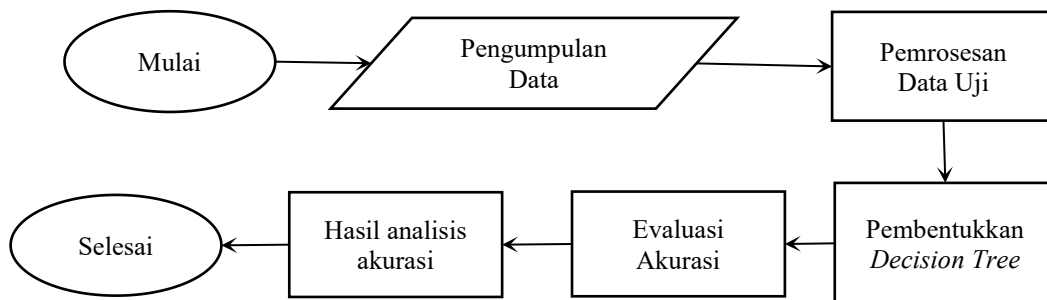 Mulai
Pengumpulan
Data
Pemrosesan
Data Uji
Pembentukkan
Decision Tree
Evaluasi
Akurasi
Hasil analisis
akurasi
Selesai